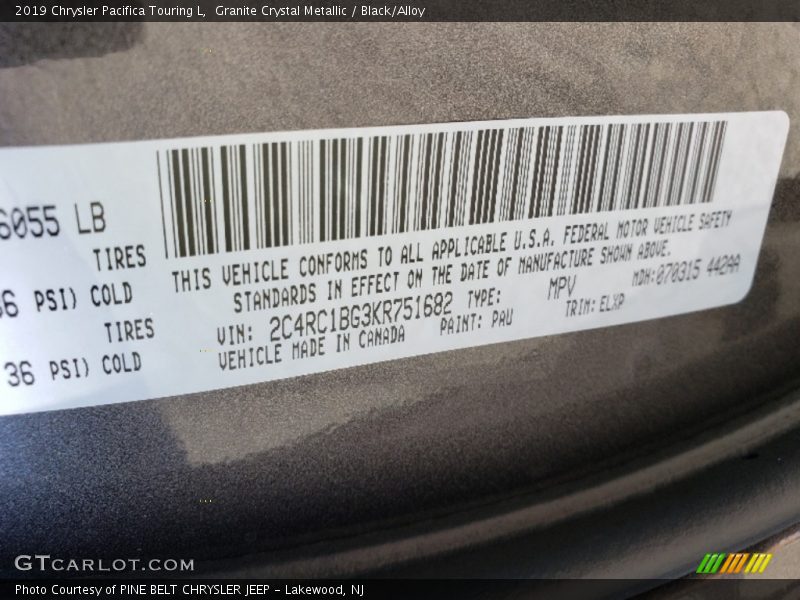 2019 Chrysler Pacifica Touring L, Granite Crystal Metallic / Black/Alloy
6055 LB
TIRES
36 PSI) COLD
TIRES
36 PSI) COLD
THIS VEHICLE CONFORMS TO ALL APPLICABLE U.S.A. FEDERAL MOTOR VEHICLE SAFETY
STANDARDS IN EFFECT ON THE DATE OF MANUFACTURE SHOWN ABOVE.
VIN: 2C4RC1BG3KR751682 TYPE: MPV MDH:070315 442AA
VEHICLE MADE IN CANADA PAINT: PAU TRIM: ELXP
GTCARLOT.COM
Photo Courtesy of PINE BELT CHRYSLER JEEP - Lakewood, NJ